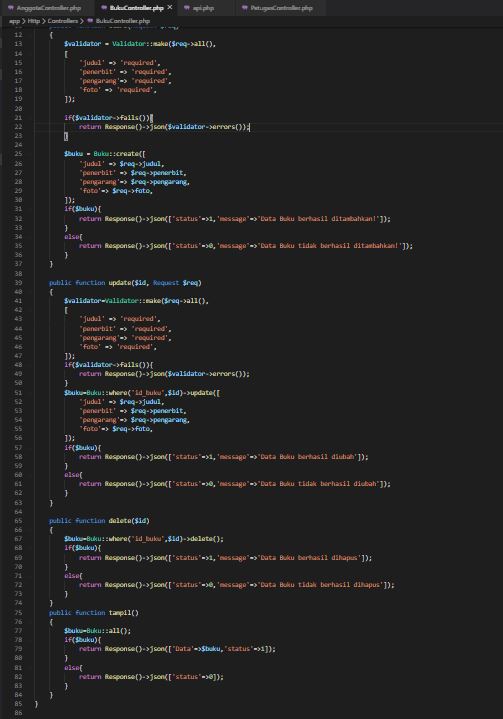 AnggotaController.php BukuController.php api.php PetugasController.php
app > Http > Controllers > BukuController.php
12 {
13 $validator = Validator::make($req->all(),
14 [
15 'judul' => 'required',
16 'penerbit' => 'required',
17 'pengarang'=> 'required',
18 'foto' => 'required',
19 ]);
20
21 if($validator->fails()){
22 return Response()->json($validator->errors());
23 }
24
25 $buku = Buku::create([
26 'judul' => $req->judul,
27 'penerbit' => $req->penerbit,
28 'pengarang'=> $req->pengarang,
29 'foto'=> $req->foto,
30 ]);
31 if($buku){
32 return Response()->json(['status'=>1,'message'=>'Data Buku berhasil ditambahkan!']);
33 }
34 else{
35 return Response()->json(['status'=>0,'message'=>'Data Buku tidak berhasil ditambahkan!']);
36 }
37 }
38
39 public function update($id, Request $req)
40 {
41 $validator=Validator::make($req->all(),
42 [
43 'judul' => 'required',
44 'penerbit' => 'required',
45 'pengarang'=> 'required',
46 'foto' => 'required',
47 ]);
48 if($validator->fails()){
49 return Response()->json($validator->errors());
50 }
51 $buku=Buku::where('id_buku',$id)->update([
52 'judul' => $req->judul,
53 'penerbit' => $req->penerbit,
54 'pengarang'=> $req->pengarang,
55 'foto'=> $req->foto,
56 ]);
57 if($buku){
58 return Response()->json(['status'=>1,'message'=>'Data Buku berhasil diubah']);
59 }
60 else{
61 return Response()->json(['status'=>0,'message'=>'Data Buku tidak berhasil diubah']);
62 }
63 }
64
65 public function delete($id)
66 {
67 $buku=Buku::where('id_buku',$id)->delete();
68 if($buku){
69 return Response()->json(['status'=>1,'message'=>'Data Buku berhasil dihapus']);
70 }
71 else{
72 return Response()->json(['status'=>0,'message'=>'Data Buku tidak berhasil dihapus']);
73 }
74 }
75 public function tampil()
76 {
77 $buku=Buku::all();
78 if($buku){
79 return Response()->json(['Data'=>$buku,'status'=>1]);
80 }
81 else{
82 return Response()->json(['status'=>0]);
83 }
84 }
85 }
86